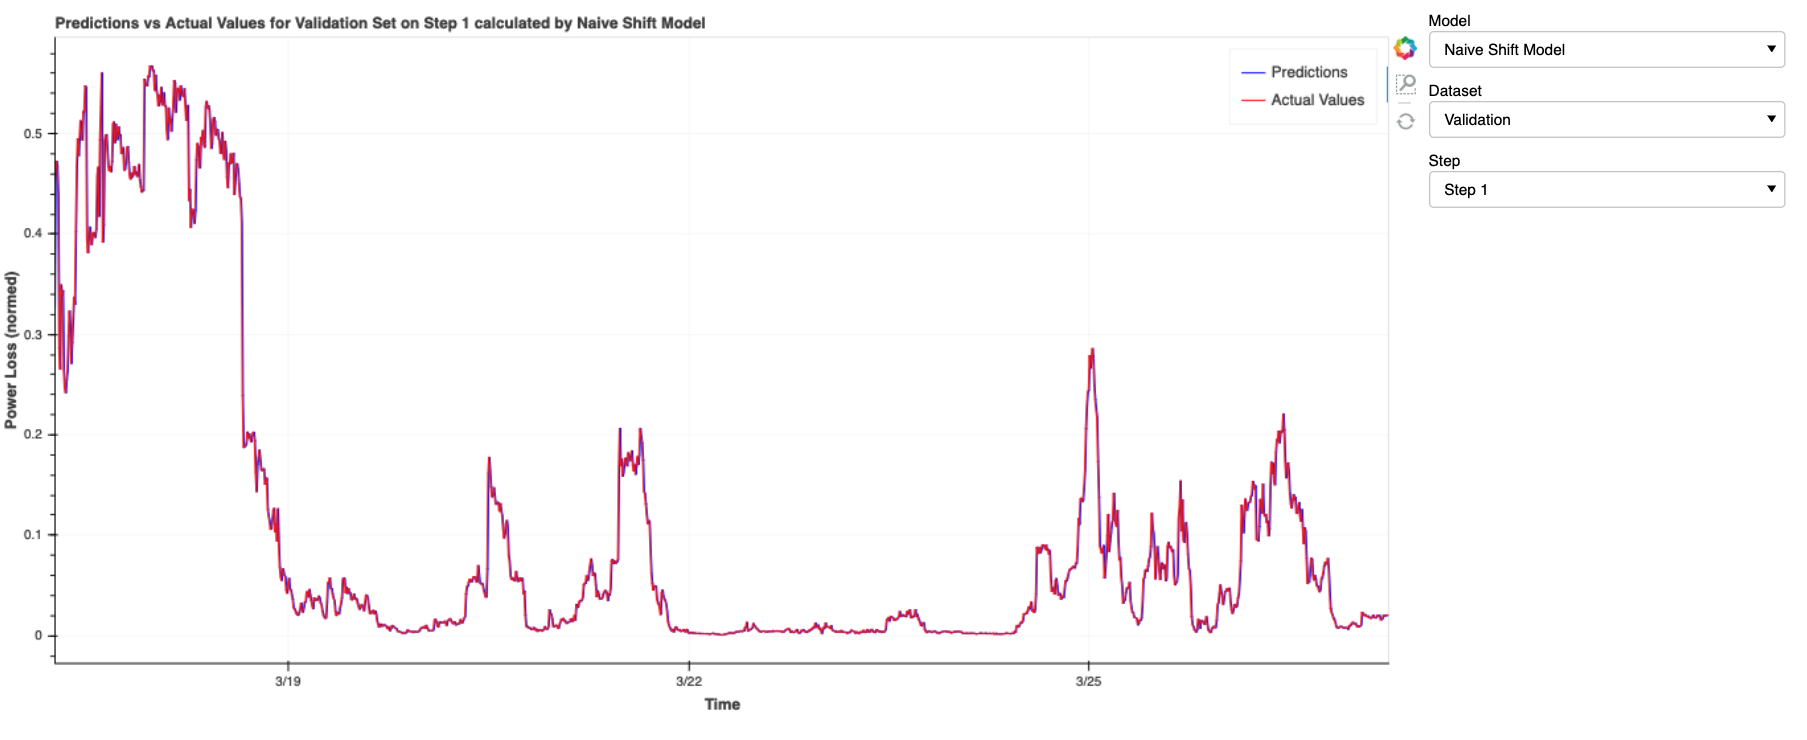 Predictions vs Actual Values for Validation Set on Step 1 calculated by Naive Shift Model
Predictions
Actual Values
Power Loss (normed)
0.5
0.4
0.3
0.2
0.1
0
3/19
3/22
3/25
Time
Model
Naive Shift Model
Dataset
Validation
Step
Step 1